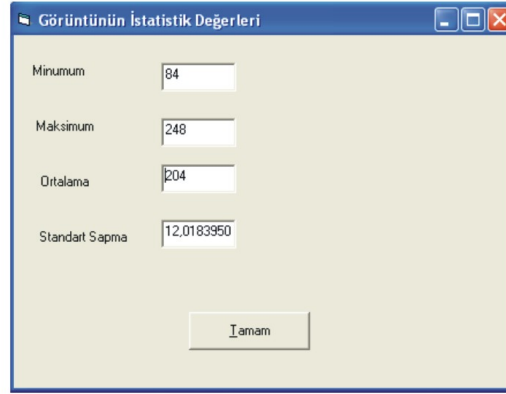 Görüntünün İstatistik Değerleri
Minumum 84
Maksimum 248
Ortalama 204
Standart Sapma 12,0183950
Tamam